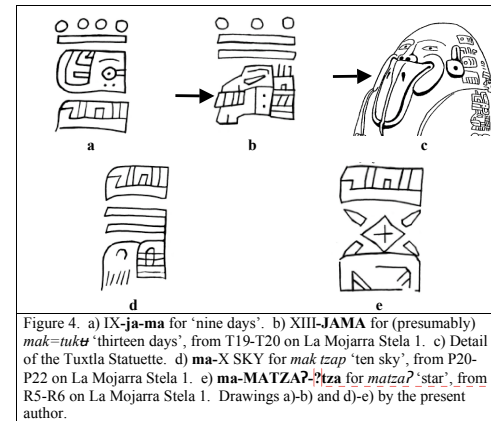 a
b
c
d
e
Figure 4. a) IX-ja-ma for ‘nine days’. b) XIII-JAMA for (presumably)
mak=tukʉ ‘thirteen days’, from T19-T20 on La Mojarra Stela 1. c) Detail
of the Tuxtla Statuette. d) ma-X SKY for mak tzap ‘ten sky’, from P20-
P22 on La Mojarra Stela 1. e) ma-MATZAʔ-?tza for matzaʔ ‘star’, from
R5-R6 on La Mojarra Stela 1. Drawings a)-b) and d)-e) by the present
author.